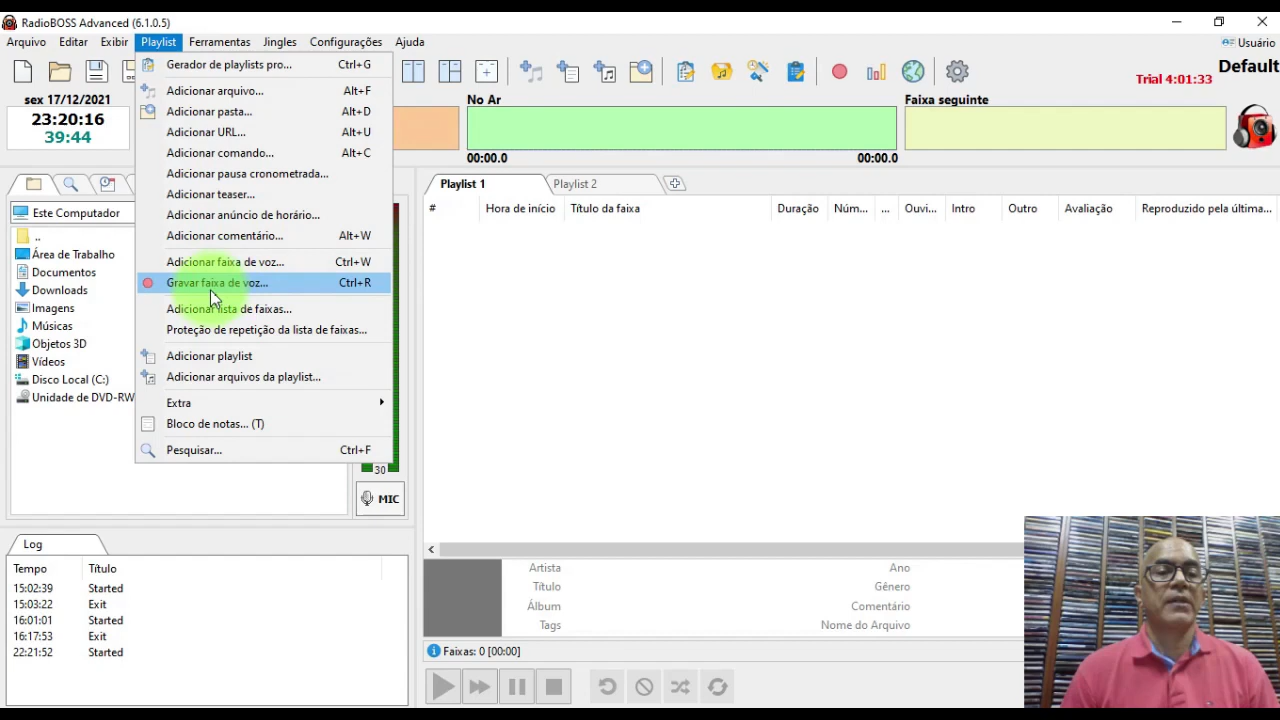 RadioBOSS Advanced (6.1.0.5)
Arquivo Editar Exibir Playlist Ferramentas Jingles Configurações Ajuda Usuário
Default
Trial 4:01:33
sex 17/12/2021
23:20:16
39:44
Gerador de playlists pro... Ctrl+G
Adicionar arquivo... Alt+F
Adicionar pasta... Alt+D
Adicionar URL... Alt+U
Adicionar comando... Alt+C
Adicionar pausa cronometrada...
Adicionar teaser...
Adicionar anúncio de horário...
Adicionar comentário... Alt+W
Adicionar faixa de voz... Ctrl+W
Gravar faixa de voz... Ctrl+R
Adicionar lista de faixas...
Proteção de repetição da lista de faixas...
Adicionar playlist
Adicionar arquivos da playlist...
Extra
Bloco de notas... (T)
Pesquisar... Ctrl+F
No Ar
00:00.0 00:00.0
Faixa seguinte
Este Computador
..
Área de Trabalho
Documentos
Downloads
Imagens
Músicas
Objetos 3D
Vídeos
Disco Local (C:)
Unidade de DVD-RW
30
MIC
Playlist 1 Playlist 2
# Hora de início Título da faixa Duração Núm... ... Ouvi... Intro Outro Avaliação Reproduzido pela última...
Log
Tempo Título
15:02:39 Started
15:03:22 Exit
16:01:01 Started
16:17:53 Exit
22:21:52 Started
Artista Ano
Título Gênero
Álbum Comentário
Tags Nome do Arquivo
Faixas: 0 [00:00]